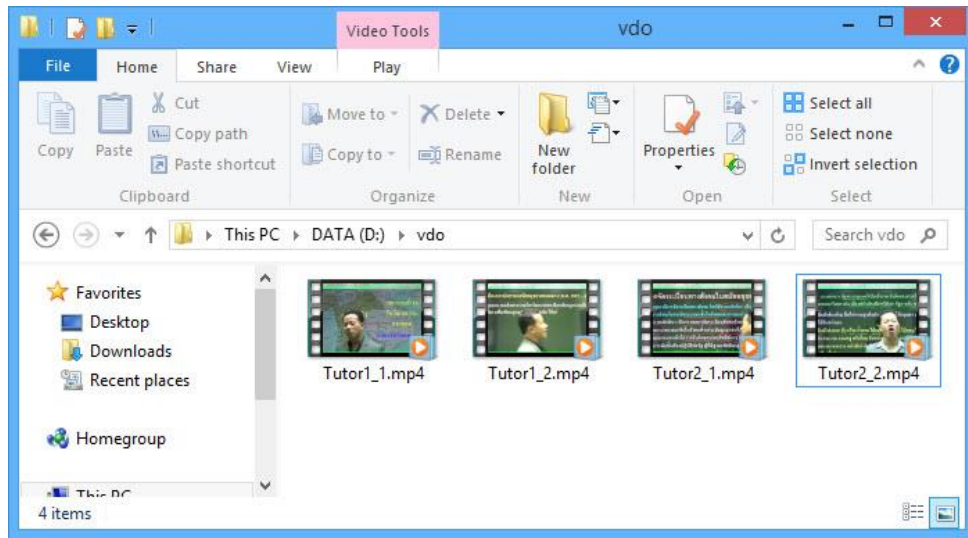 Video Tools
vdo
File
Home
Share
View
Play
Copy
Paste
Cut
Copy path
Paste shortcut
Clipboard
Move to
Copy to
Delete
Rename
Organize
New folder
New
Properties
Open
Select all
Select none
Invert selection
Select
This PC
DATA (D:)
vdo
Search vdo
Favorites
Desktop
Downloads
Recent places
Homegroup
This PC
Tutor1_1.mp4
Tutor1_2.mp4
Tutor2_1.mp4
Tutor2_2.mp4
4 items